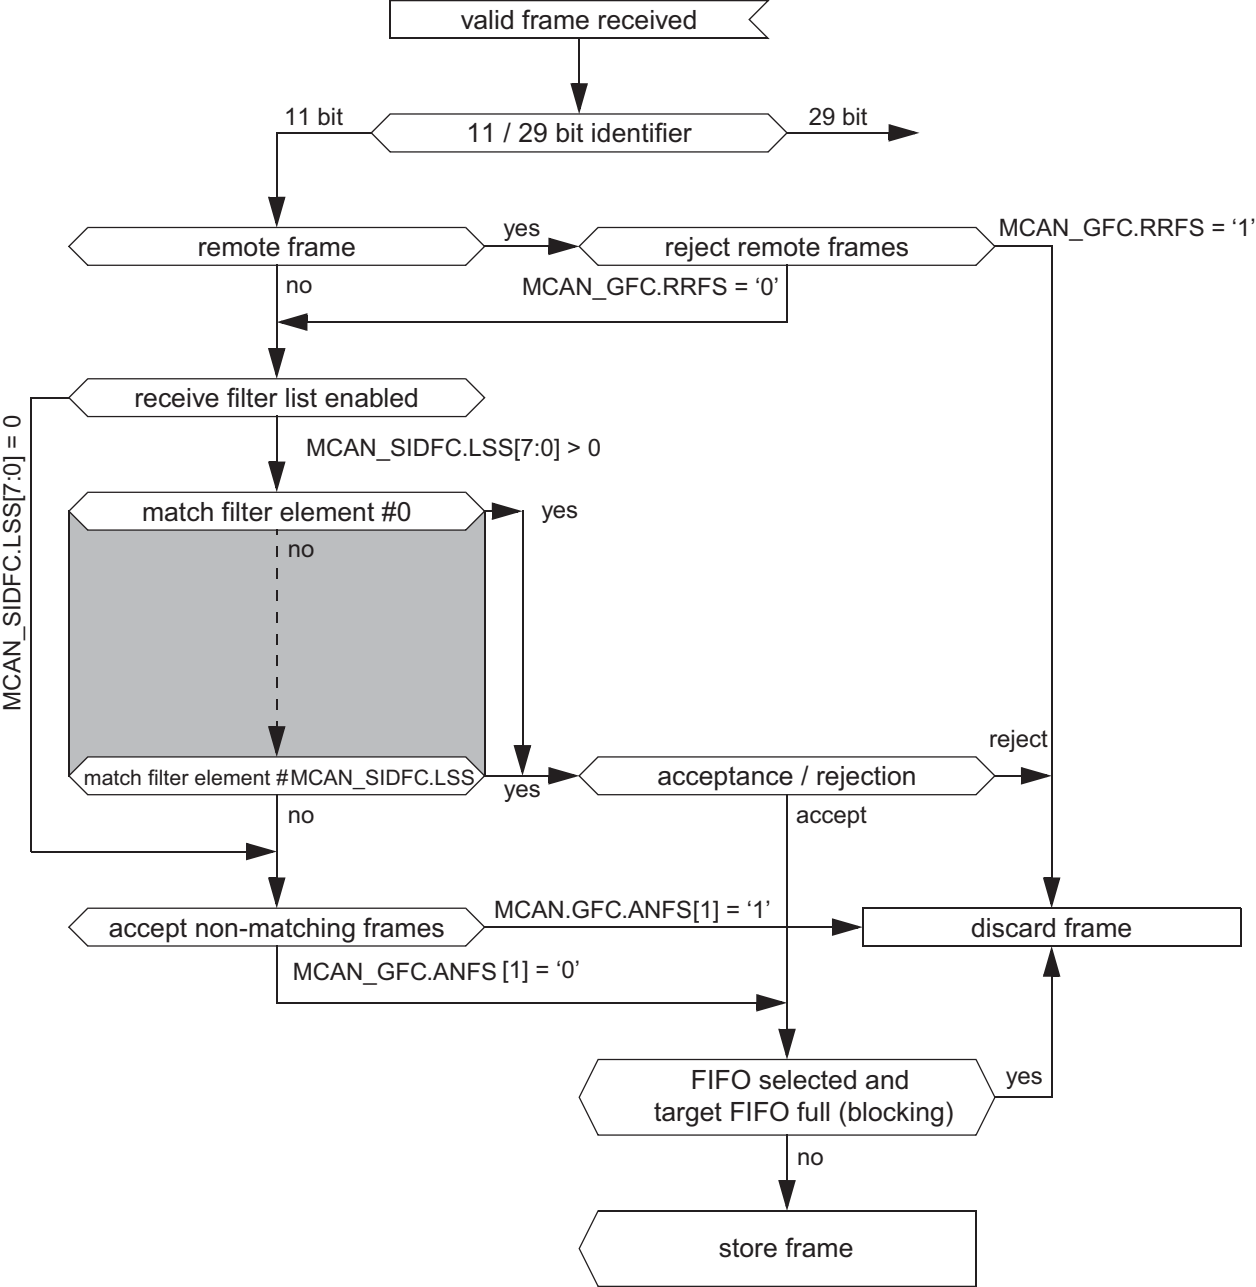 valid frame received
11 bit
11 / 29 bit identifier
29 bit
remote frame
yes
reject remote frames
MCAN_GFC.RRFS = ‘1’
no
MCAN_GFC.RRFS = ‘0’
receive filter list enabled
MCAN_SIDFC.LSS[7:0] = 0
MCAN_SIDFC.LSS[7:0] > 0
match filter element #0
yes
no
match filter element #MCAN_SIDFC.LSS
yes
acceptance / rejection
reject
no
accept
accept non-matching frames
MCAN.GFC.ANFS[1] = ‘1’
discard frame
MCAN_GFC.ANFS [1] = ‘0’
FIFO selected and
target FIFO full (blocking)
yes
no
store frame